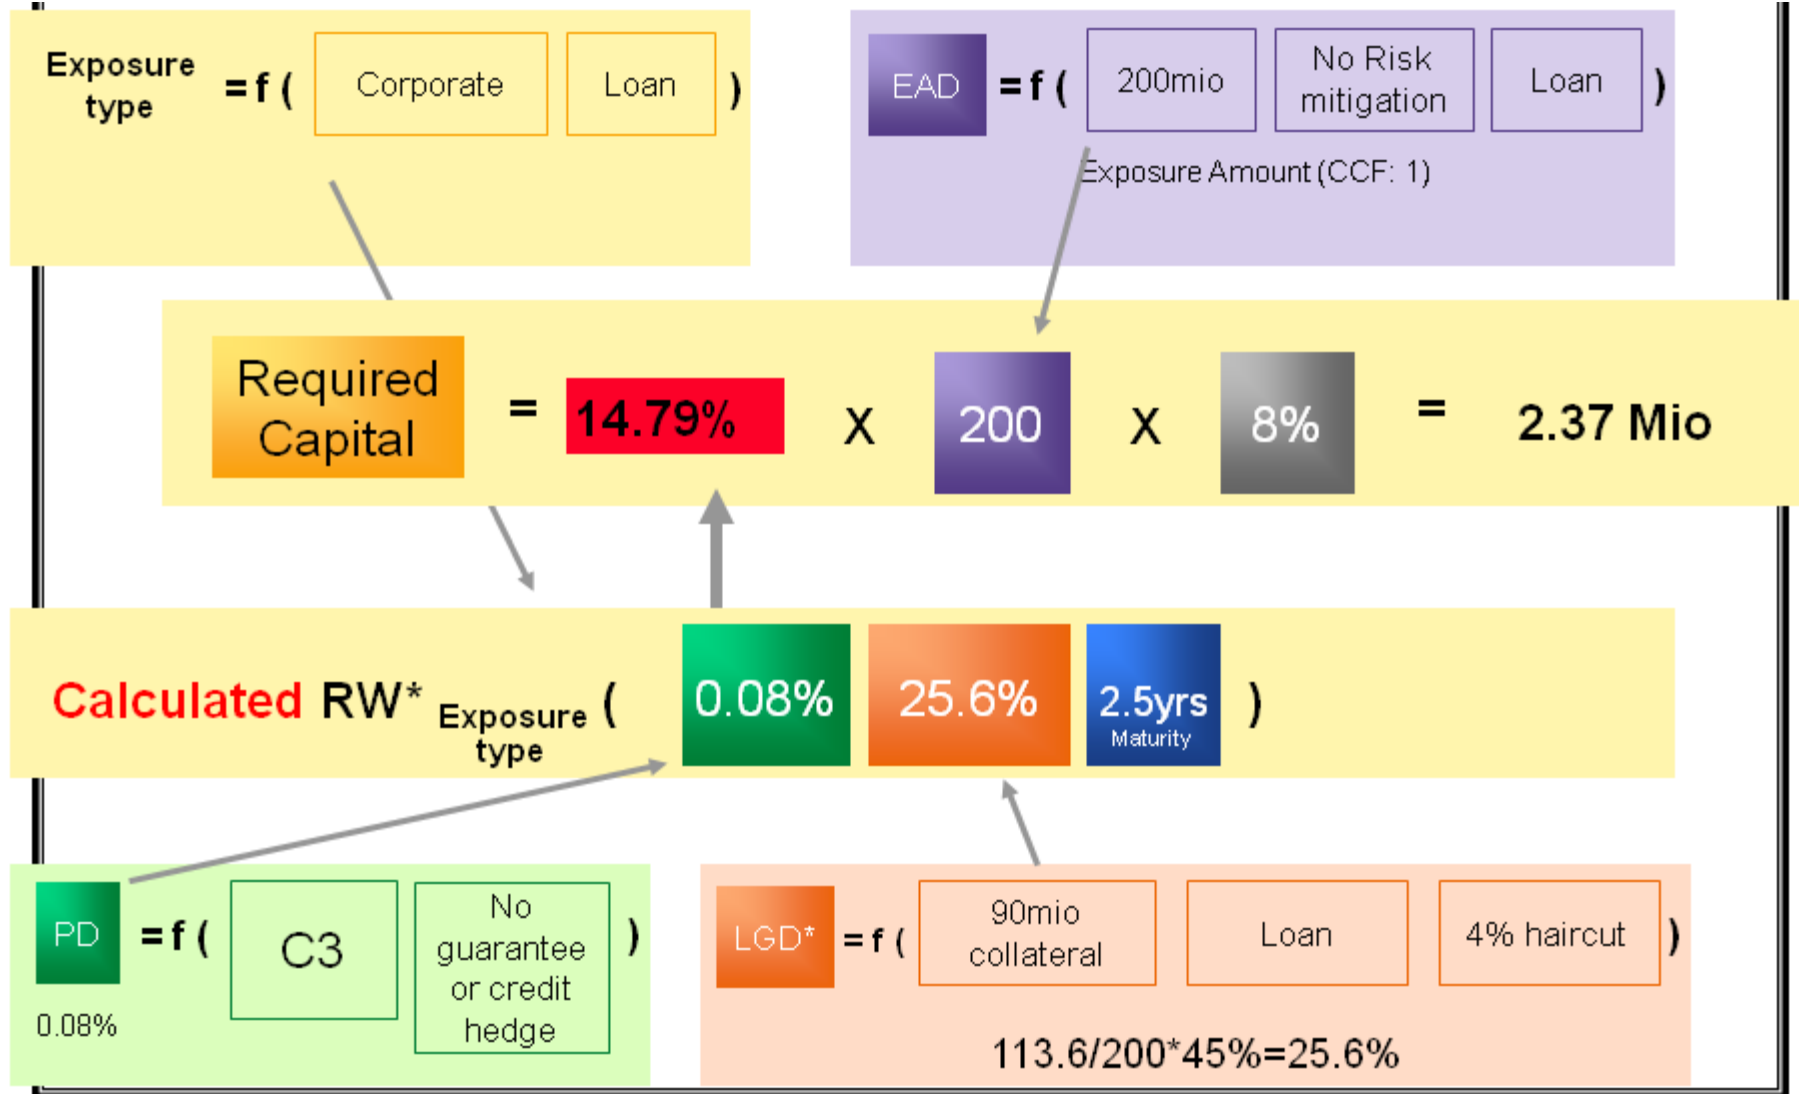 Exposure type = f ( Corporate Loan )
EAD = f ( 200mio No Risk mitigation Loan )
Exposure Amount (CCF: 1)
Required Capital = 14.79% X 200 X 8% = 2.37 Mio
Calculated RW* Exposure type ( 0.08% 25.6% 2.5yrs Maturity )
PD = f ( C3 No guarantee or credit hedge )
0.08%
LGD* = f ( 90mio collateral Loan 4% haircut )
113.6/200*45%=25.6%